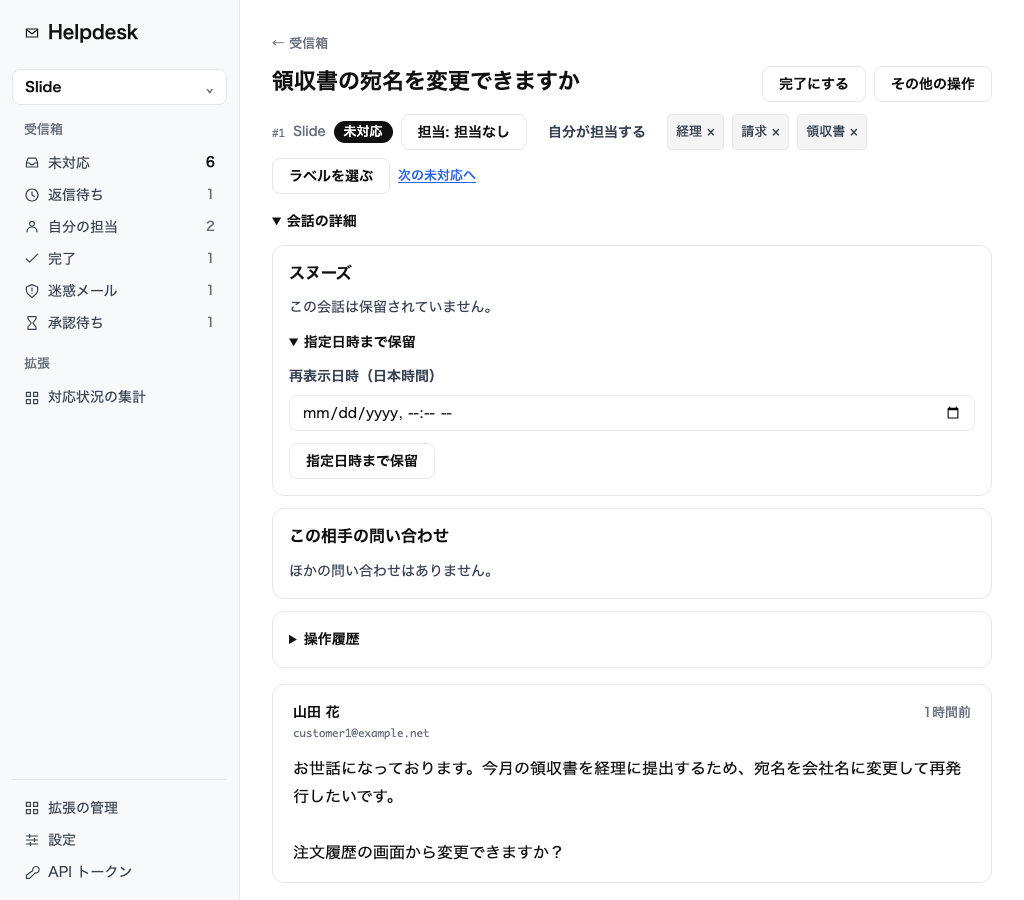 Helpdesk
Slide
受信箱
未対応 6
返信待ち 1
自分の担当 2
完了 1
迷惑メール 1
承認待ち 1
拡張
対応状況の集計
拡張の管理
設定
API トークン
← 受信箱
領収書の宛名を変更できますか
完了にする
その他の操作
#1 Slide 未対応 担当: 担当なし 自分が担当する 経理 × 請求 × 領収書 ×
ラベルを選ぶ 次の未対応へ
▼ 会話の詳細
スヌーズ
この会話は保留されていません。
▼ 指定日時まで保留
再表示日時（日本時間）
mm/dd/yyyy, --:-- --
指定日時まで保留
この相手の問い合わせ
ほかの問い合わせはありません。
▶ 操作履歴
山田 花 1時間前
customer1@example.net
お世話になっております。今月の領収書を経理に提出するため、宛名を会社名に変更して再発
行したいです。
注文履歴の画面から変更できますか？